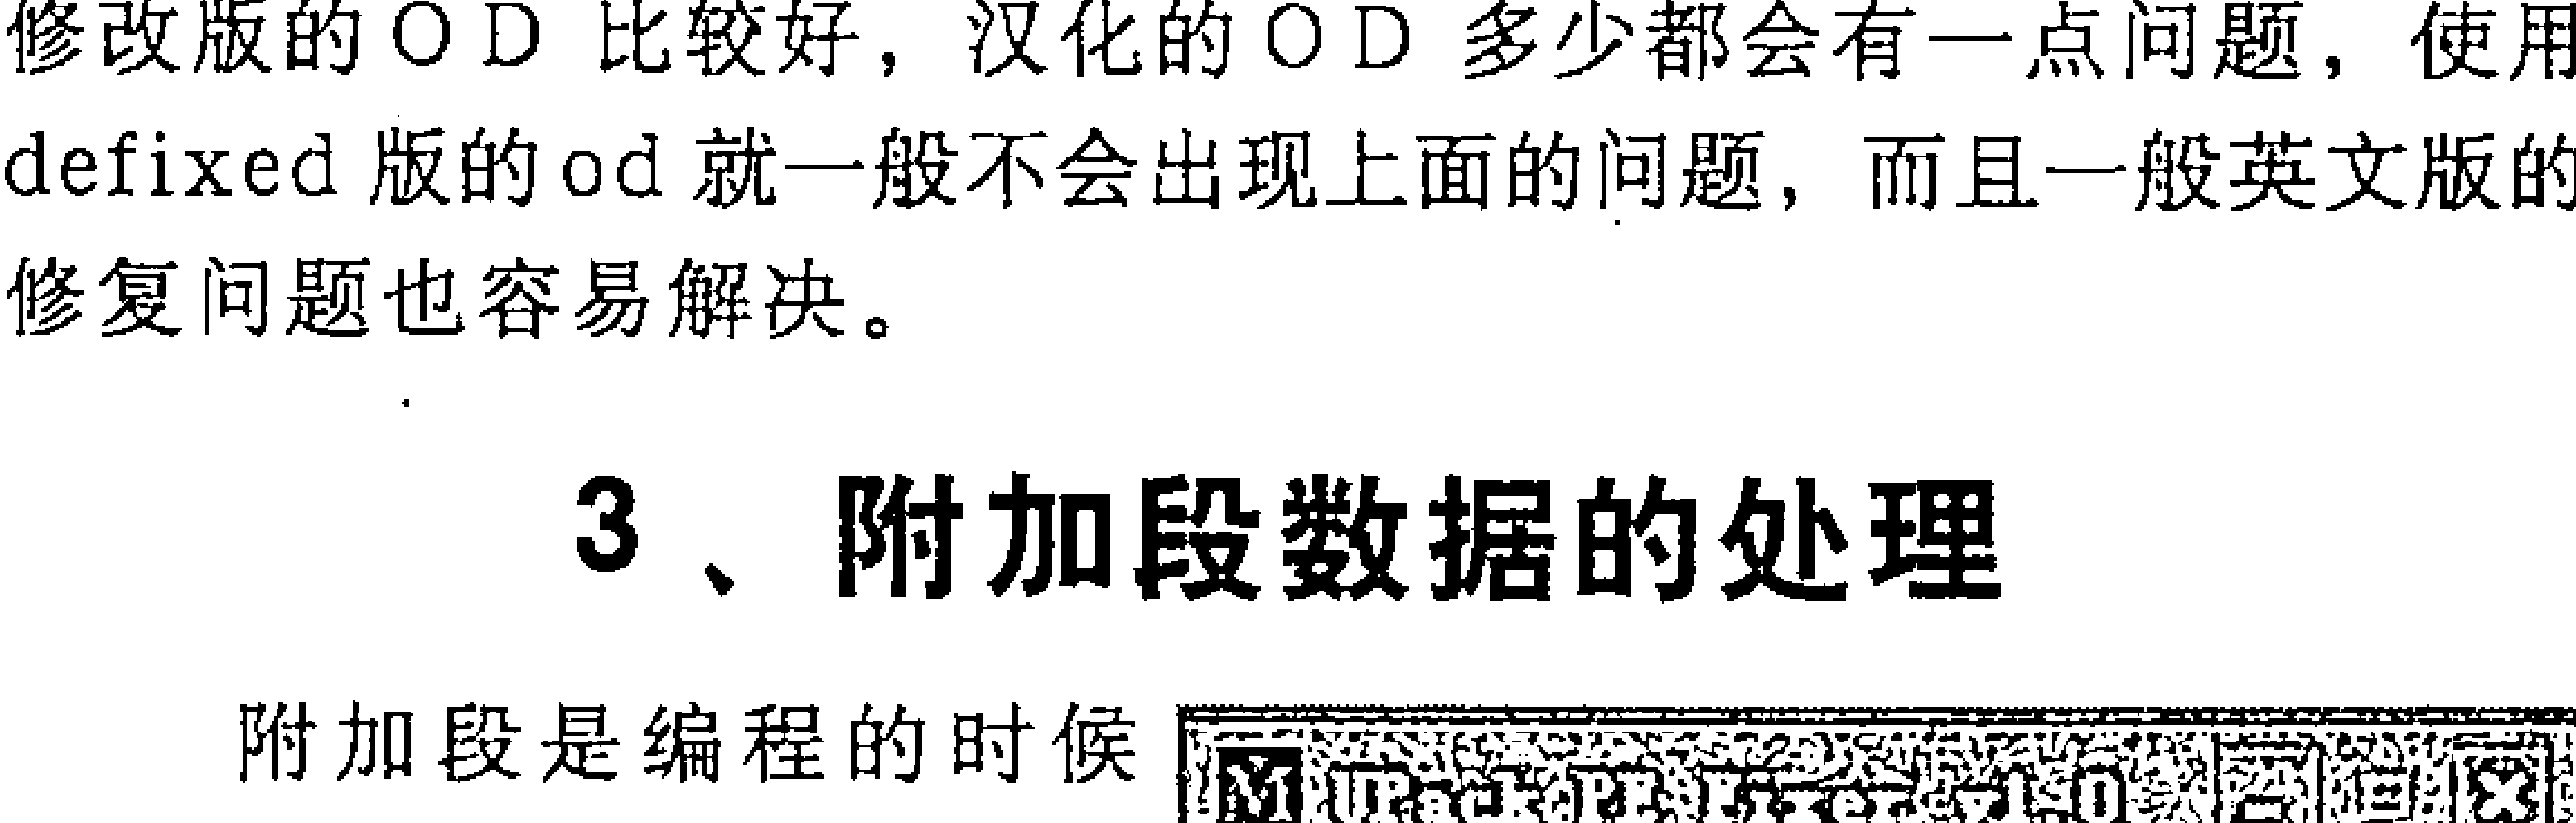 修改版的OD 比较好，汉化的OD 多少都会有一点问题，使用
defixed版的od就一般不会出现上面的问题，而且一般英文版的
修复问题也容易解决。
3、附加段数据的处理
附加段是编程的时候